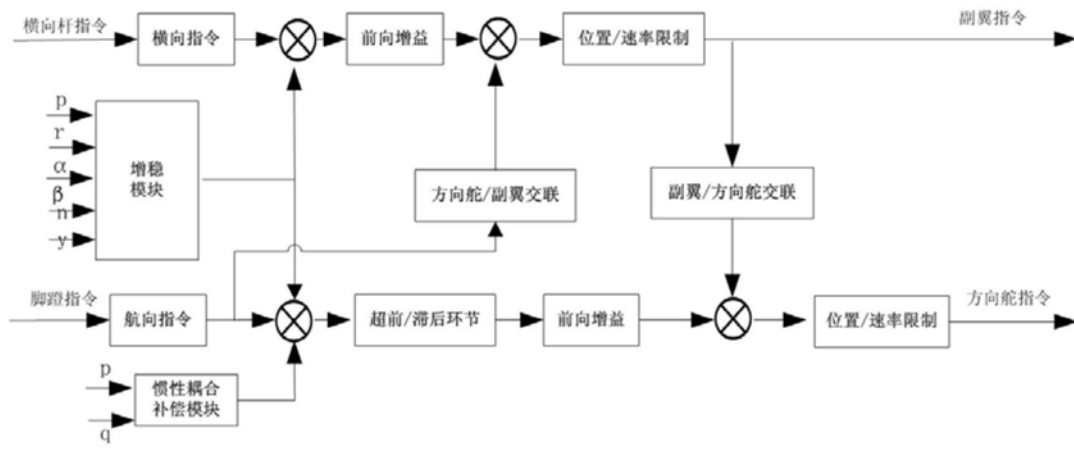 横向杆指令
横向指令
前向增益
位置/速率限制
副翼指令
p
r
α
β
n
y
增稳
模块
方向舵/副翼交联
副翼/方向舵交联
脚蹬指令
航向指令
超前/滞后环节
前向增益
位置/速率限制
方向舵指令
p
q
惯性耦合
补偿模块